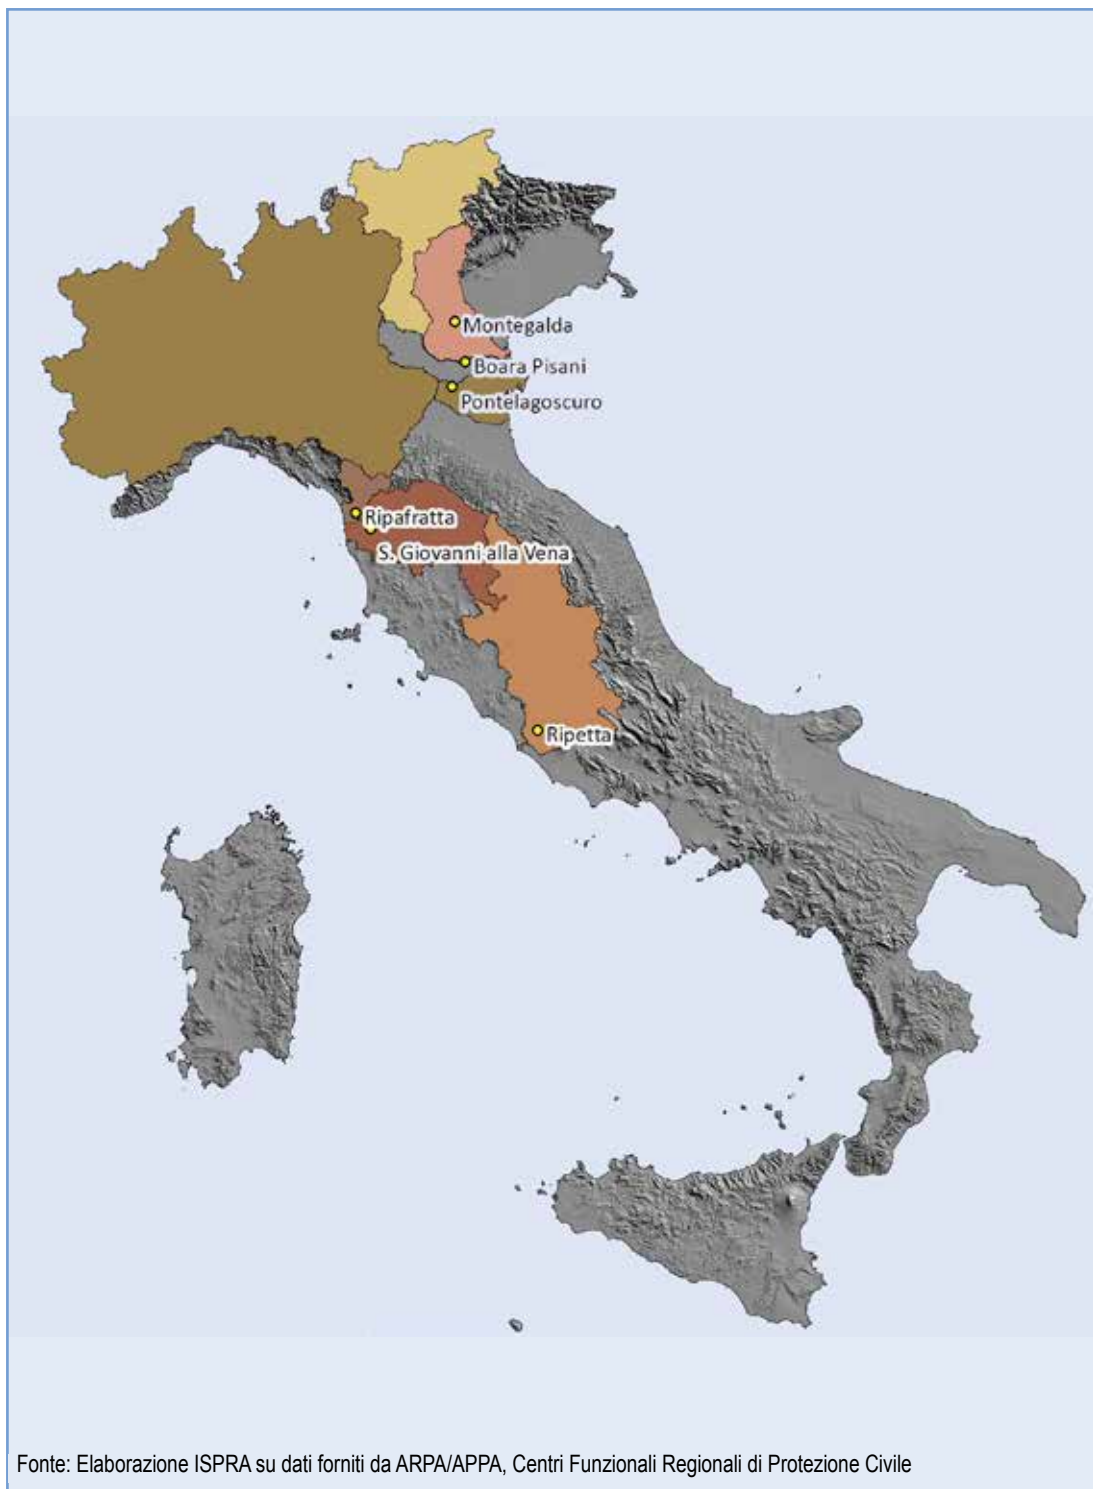 Montegalda
Boara Pisani
Pontelagoscuro
Ripafratta
S. Giovanni alla Vena
Ripetta
Fonte: Elaborazione ISPRA su dati forniti da ARPA/APPA, Centri Funzionali Regionali di Protezione Civile